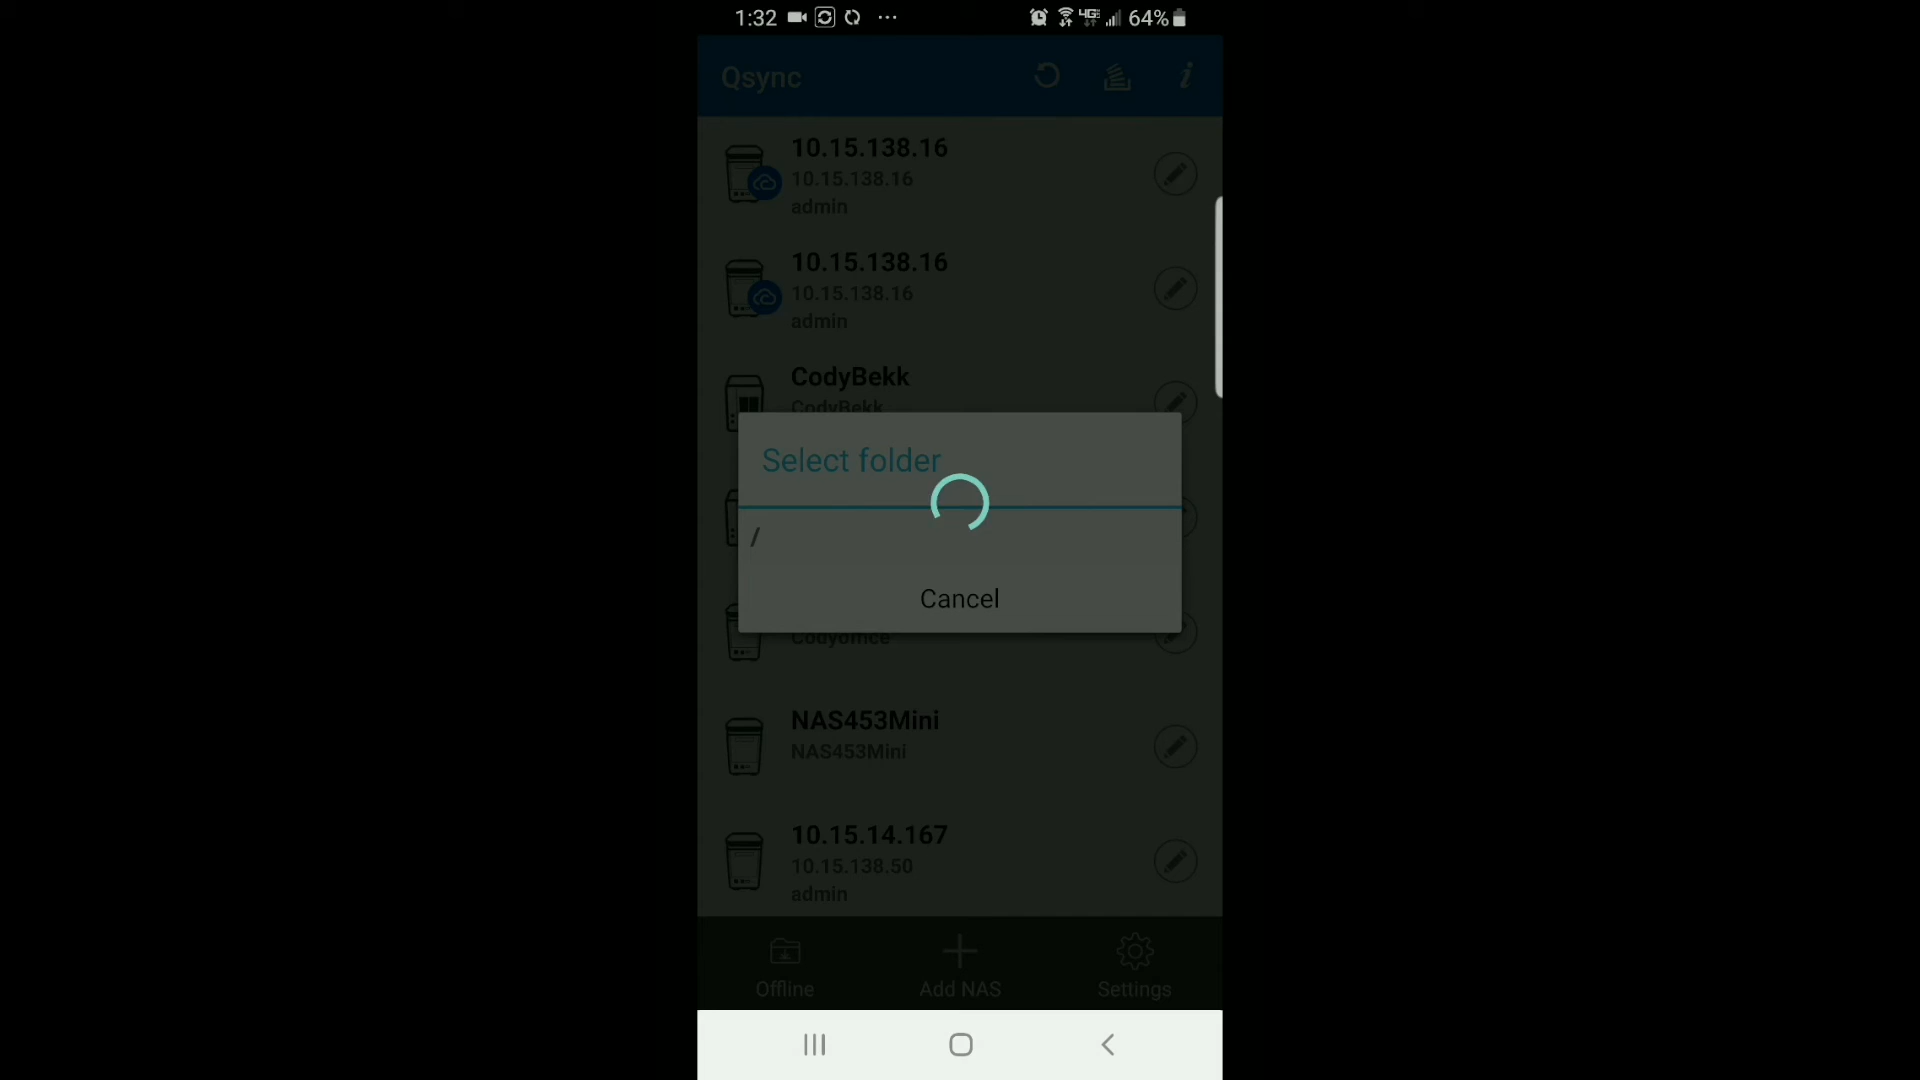 1:32 ... 4G 64%
Qsync
10.15.138.16
10.15.138.16
admin
10.15.138.16
10.15.138.16
admin
CodyBekk
CodyBekk
Select folder
/
Cancel
Codyoffice
NAS453Mini
NAS453Mini
10.15.14.167
10.15.138.50
admin
Offline Add NAS Settings